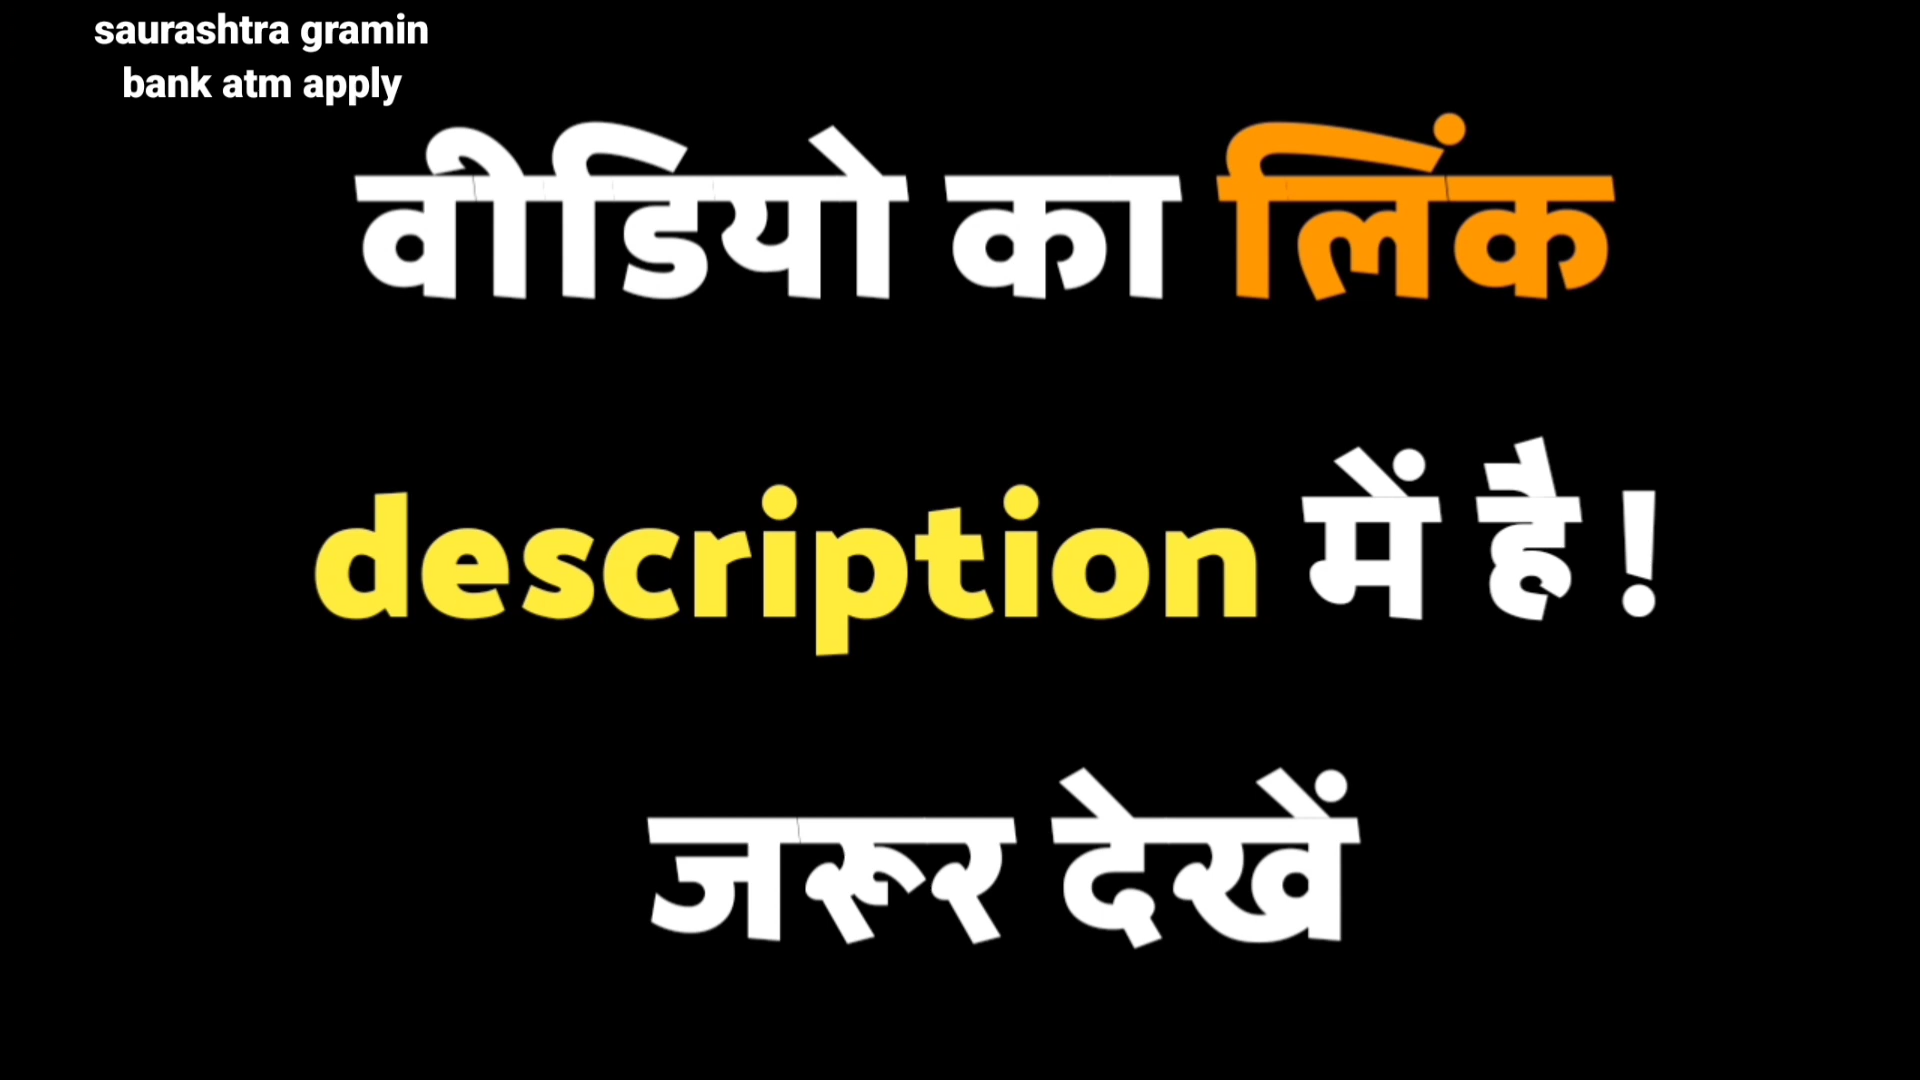 saurashtra gramin
bank atm apply
वीडियो का लिंक
description में है !
जरूर देखें